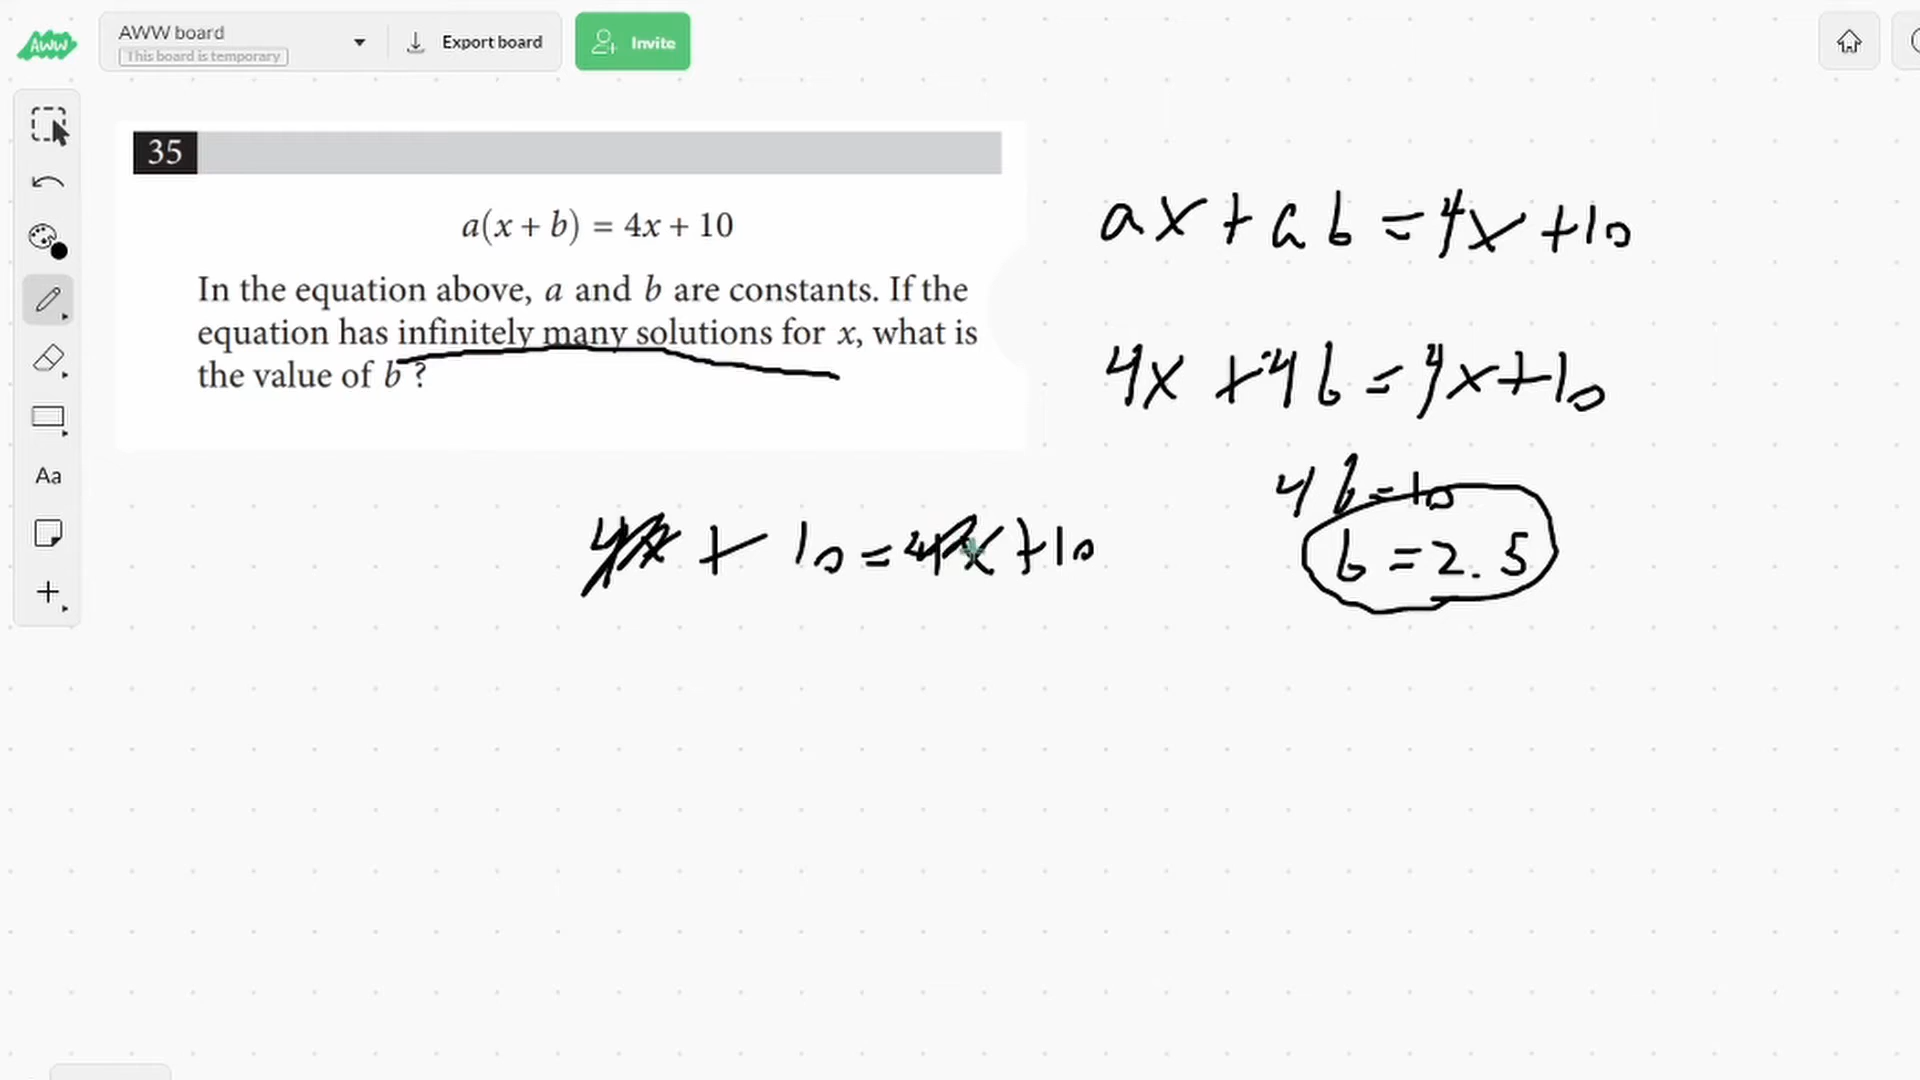 AWW
AWW board
This board is temporary
Export board
Invite
35
a(x + b) = 4x + 10
In the equation above, a and b are constants. If the
equation has infinitely many solutions for x, what is
the value of b ?
ax+ab=4x+10
4x+4b=4x+10
4b=10
b=2.5
4x+10=4x+10
Aa